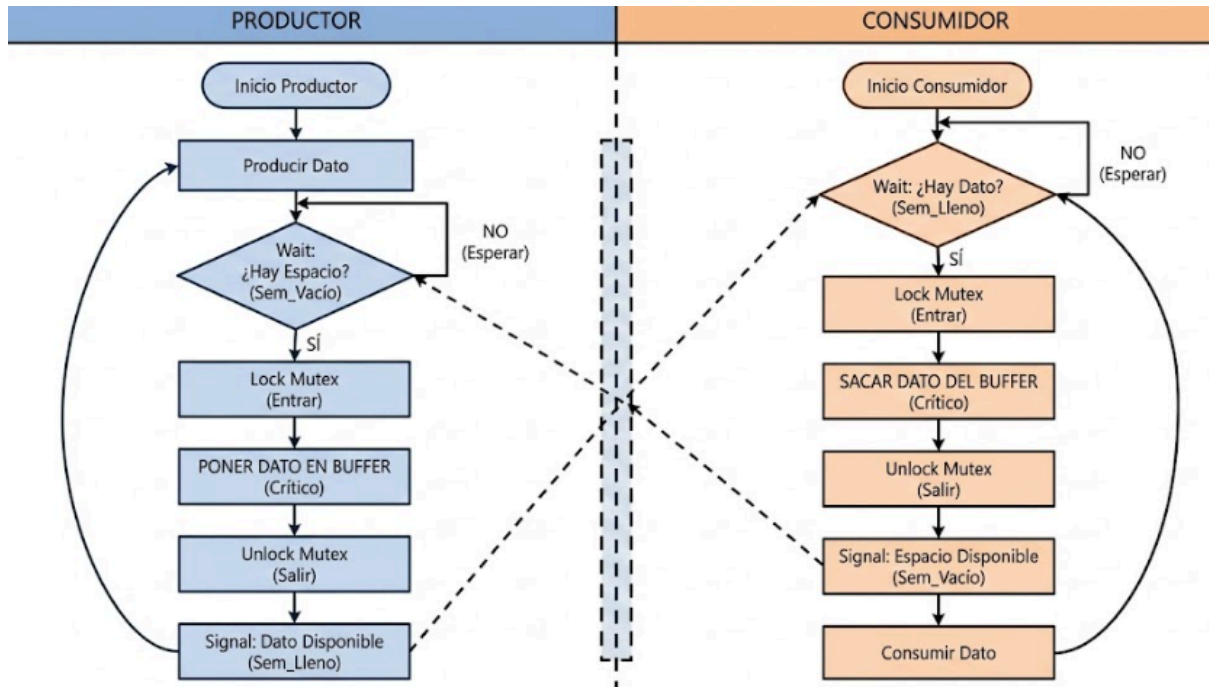 PRODUCTOR
Inicio Productor
Producir Dato
NO
(Esperar)
Wait:
¿Hay Espacio?
(Sem_Vacío)
SÍ
Lock Mutex
(Entrar)
PONER DATO EN BUFFER
(Crítico)
Unlock Mutex
(Salir)
Signal: Dato Disponible
(Sem_Lleno)
CONSUMIDOR
Inicio Consumidor
NO
(Esperar)
Wait: ¿Hay Dato?
(Sem_Lleno)
SÍ
Lock Mutex
(Entrar)
SACAR DATO DEL BUFFER
(Crítico)
Unlock Mutex
(Salir)
Signal: Espacio Disponible
(Sem_Vacío)
Consumir Dato